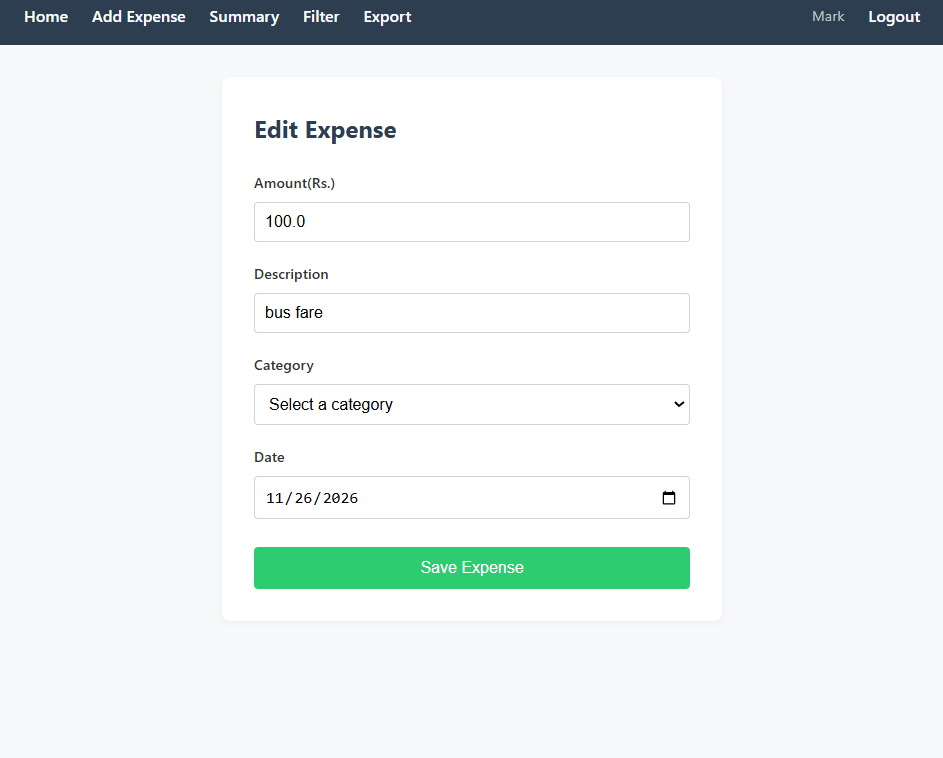 Home Add Expense Summary Filter Export Mark Logout
Edit Expense
Amount(Rs.)
100.0
Description
bus fare
Category
Select a category
Date
11/26/2026
Save Expense